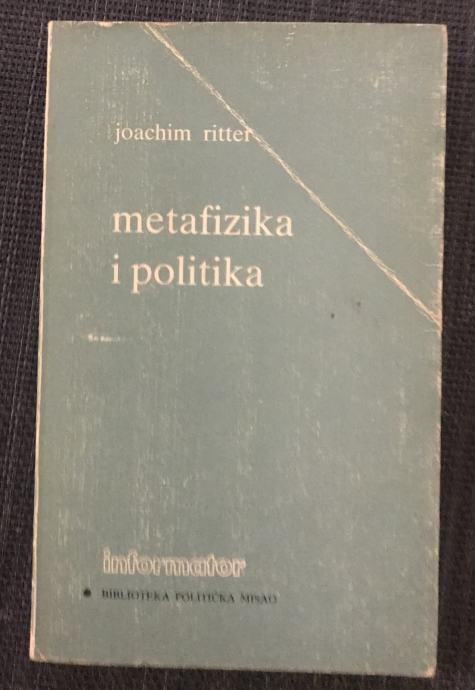 joachim ritter
metafizika
i politika
informator
BIBLIOTEKA POLITIČKA MISAO